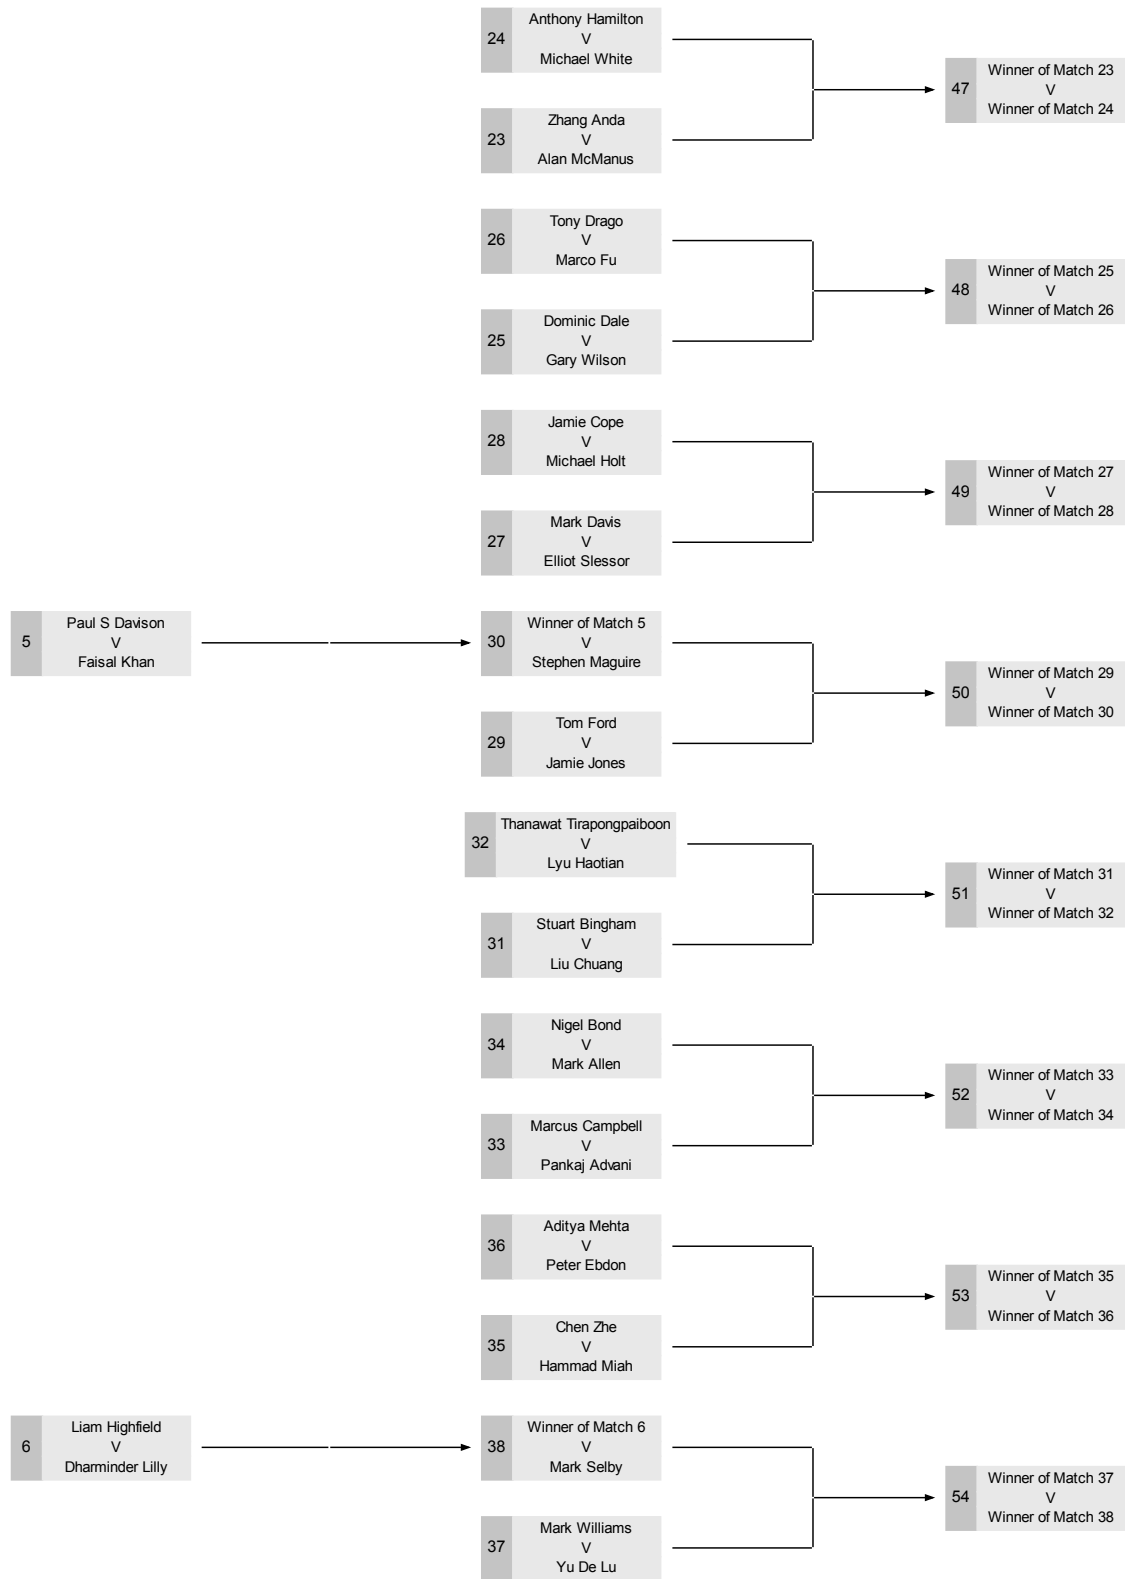 24
Anthony Hamilton
V
Michael White
23
Zhang Anda
V
Alan McManus
47
Winner of Match 23
V
Winner of Match 24
26
Tony Drago
V
Marco Fu
25
Dominic Dale
V
Gary Wilson
48
Winner of Match 25
V
Winner of Match 26
28
Jamie Cope
V
Michael Holt
27
Mark Davis
V
Elliot Slessor
49
Winner of Match 27
V
Winner of Match 28
5
Paul S Davison
V
Faisal Khan
30
Winner of Match 5
V
Stephen Maguire
29
Tom Ford
V
Jamie Jones
50
Winner of Match 29
V
Winner of Match 30
32
Thanawat Tirapongpaiboon
V
Lyu Haotian
31
Stuart Bingham
V
Liu Chuang
51
Winner of Match 31
V
Winner of Match 32
34
Nigel Bond
V
Mark Allen
33
Marcus Campbell
V
Pankaj Advani
52
Winner of Match 33
V
Winner of Match 34
36
Aditya Mehta
V
Peter Ebdon
35
Chen Zhe
V
Hammad Miah
53
Winner of Match 35
V
Winner of Match 36
6
Liam Highfield
V
Dharminder Lilly
38
Winner of Match 6
V
Mark Selby
37
Mark Williams
V
Yu De Lu
54
Winner of Match 37
V
Winner of Match 38